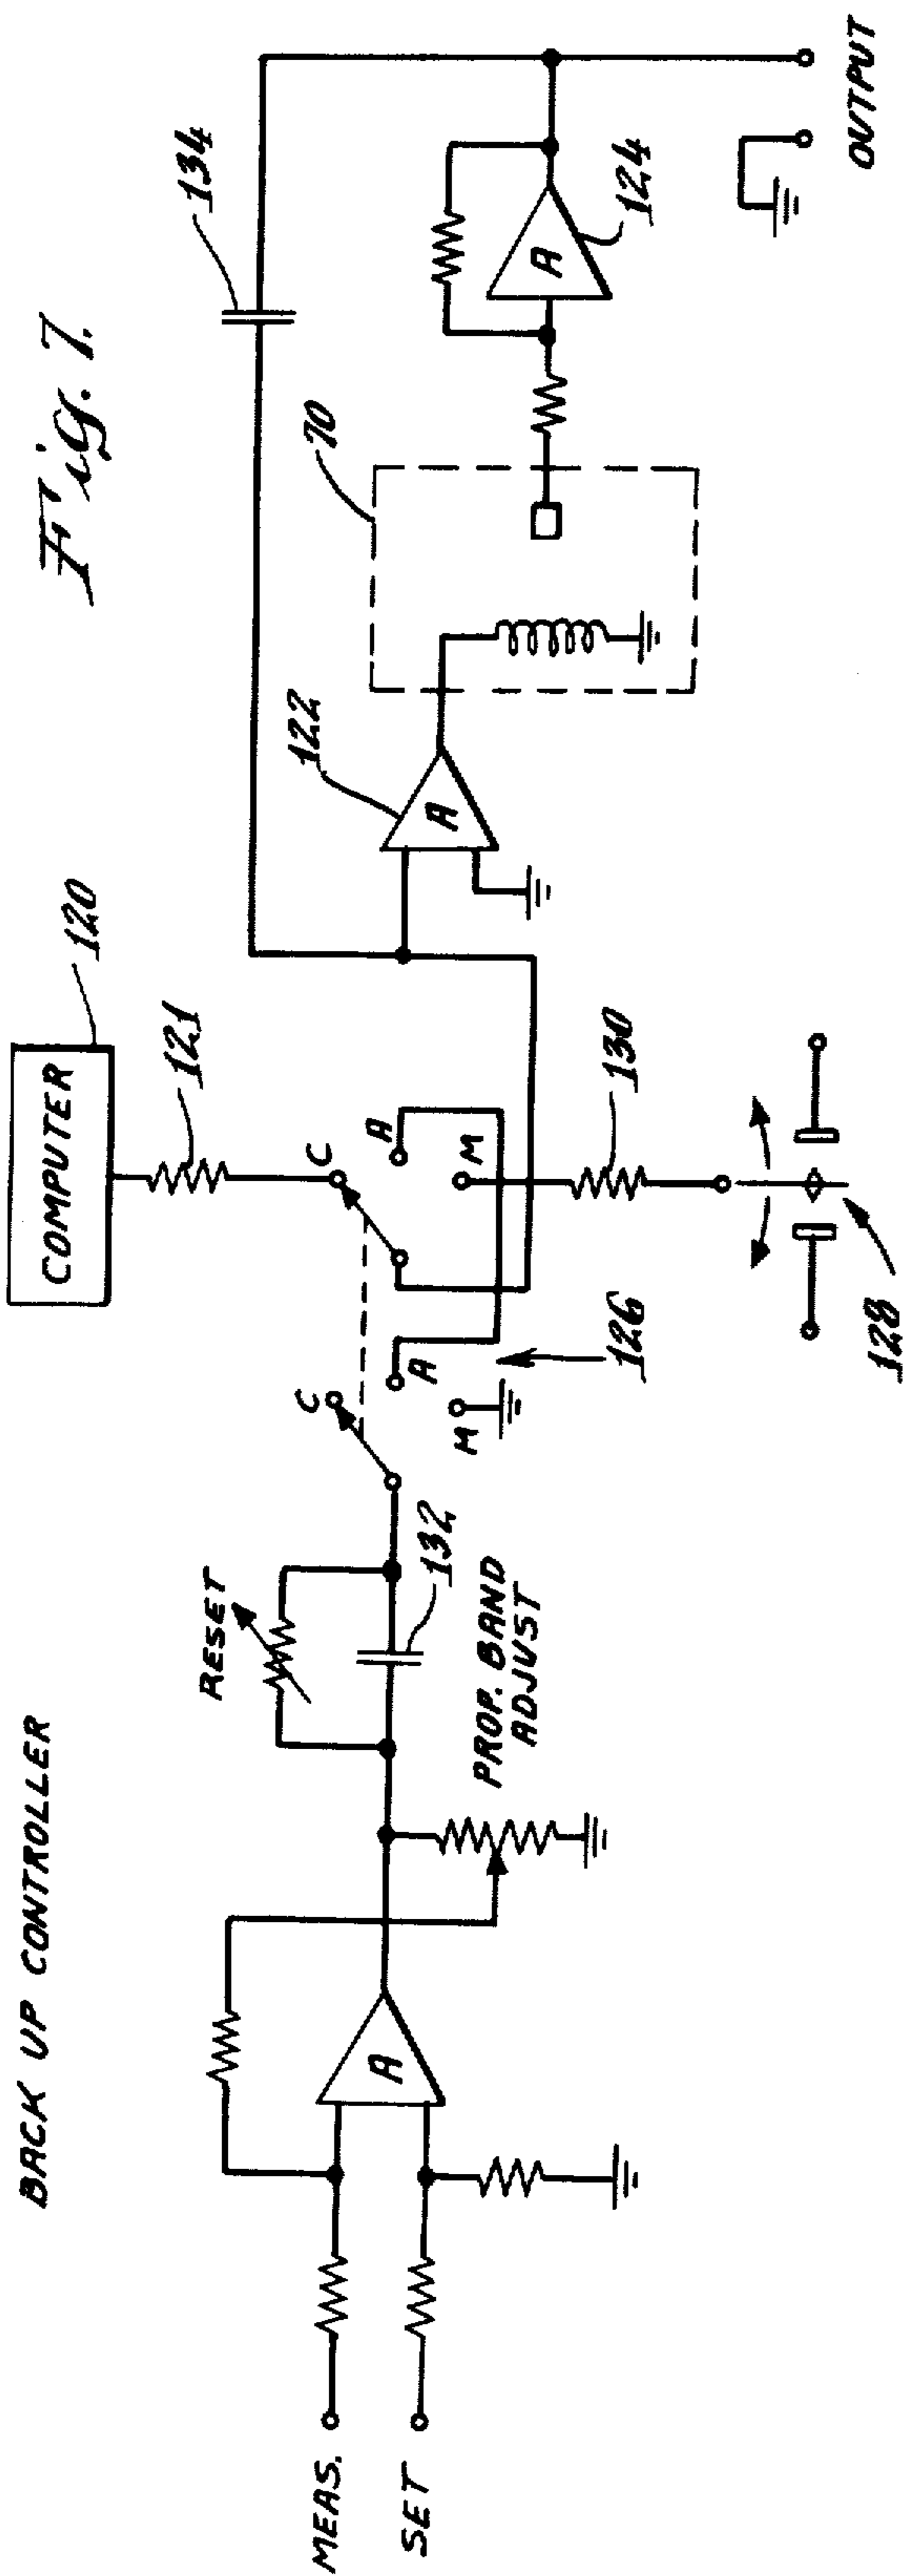 BACK UP CONTROLLER
Fig. 7.
COMPUTER
120
121
134
122
70
A
A
124
OUTPUT
C
A
M
C
A
M
126
130
128
RESET
132
PROP. BAND
ADJUST
A
MEAS.
SET